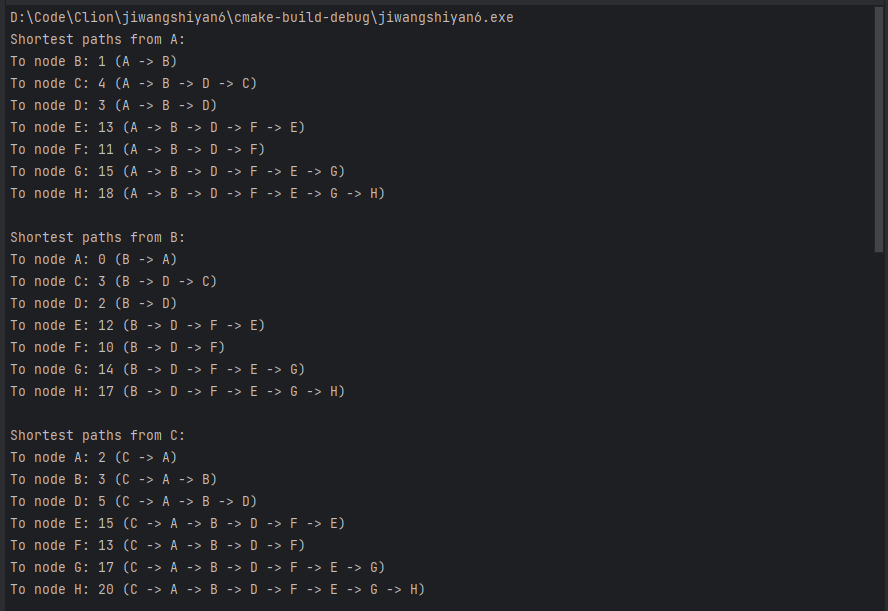 D:\Code\Clion\jiwangshiyan6\cmake-build-debug\jiwangshiyan6.exe
Shortest paths from A:
To node B: 1 (A -> B)
To node C: 4 (A -> B -> D -> C)
To node D: 3 (A -> B -> D)
To node E: 13 (A -> B -> D -> F -> E)
To node F: 11 (A -> B -> D -> F)
To node G: 15 (A -> B -> D -> F -> E -> G)
To node H: 18 (A -> B -> D -> F -> E -> G -> H)

Shortest paths from B:
To node A: 0 (B -> A)
To node C: 3 (B -> D -> C)
To node D: 2 (B -> D)
To node E: 12 (B -> D -> F -> E)
To node F: 10 (B -> D -> F)
To node G: 14 (B -> D -> F -> E -> G)
To node H: 17 (B -> D -> F -> E -> G -> H)

Shortest paths from C:
To node A: 2 (C -> A)
To node B: 3 (C -> A -> B)
To node D: 5 (C -> A -> B -> D)
To node E: 15 (C -> A -> B -> D -> F -> E)
To node F: 13 (C -> A -> B -> D -> F)
To node G: 17 (C -> A -> B -> D -> F -> E -> G)
To node H: 20 (C -> A -> B -> D -> F -> E -> G -> H)